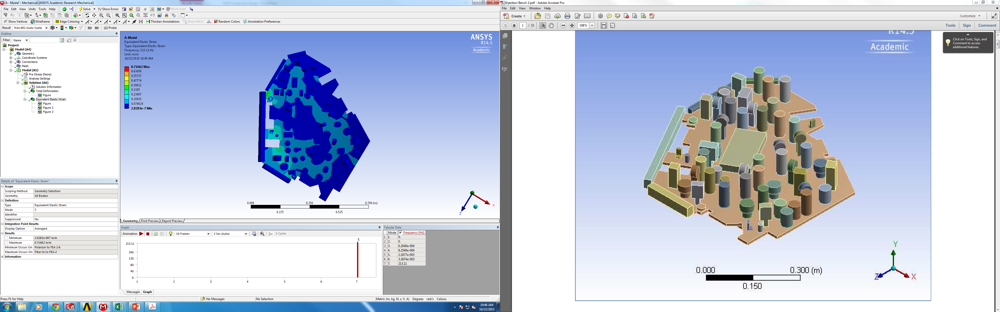 A : Modal - Mechanical [ANSYS Academic Research Mechanical]
File Edit View Units Tools Help Solve ?/ Show Errors Worksheet
Show Vertices Wireframe Edge Coloring Thicken Annotations Show Mesh Random Colors Annotation Preferences
Result 9.6e-002 (Auto Scale) Probe
Outline
Filter: Name
Project
Model (A4)
Geometry
Coordinate Systems
Connections
Mesh
Modal (A5)
Pre-Stress (None)
Analysis Settings
Solution (A6)
Solution Information
Total Deformation
Figure
Equivalent Elastic Strain
Figure
Figure 2
Figure 3
Details of "Equivalent Elastic Strain"
Scope
Scoping Method Geometry Selection
Geometry All Bodies
Definition
Type Equivalent Elastic Strain
Mode 7.
Identifier
Suppressed No
Integration Point Results
Display Option Averaged
Results
Minimum 2.8283e-007 m/m
Maximum 0.71662 m/m
Minimum Occurs On Polarizer to FEA 2-6
Maximum Occurs On Fiber In to FEA-2
Information
A: Modal
Equivalent Elastic Strain
Type: Equivalent Elastic Strain
Frequency: 213.11 Hz
Unit: m/m
10/22/2015 10:45 AM
0.71662 Max
0.63699
0.55737
0.47774
0.39812
0.3185
0.23887
0.15925
0.079624
2.8283e-7 Min
ANSYS
R14.5
Academic
0.000 0.350 0.700 (m)
0.175 0.525
X
Z
Geometry Print Preview Report Preview
Graph
Animation 10 Frames 2 Sec (Auto) 3 Cycles
7.
213.11
160.
120.
80.
40.
0.
1 2 3 4 5 6 7
Messages Graph
Tabular Data
Mode Frequency [Hz]
1 1. 0.
2 2. 0.
3 3. 6.2049e-004
4 4. 8.2549e-004
5 5. 2.1877e-003
6 6. 3.2674e-003
7 7. 213.11
Press F1 for Help No Messages No Selection Metric (m, kg, N, s, V, A) Degrees rad/s Celsius
10:46 AM
10/22/2015
Injection Bench 2.pdf - Adobe Acrobat Pro
File Edit View Window Help
Create Customize
1 / 33 198% Tools Sign Comment
Click on Tools, Sign, and
Comment to access
additional features.
R14.5
Academic
0.000 0.300 (m)
0.150
Y
Z X